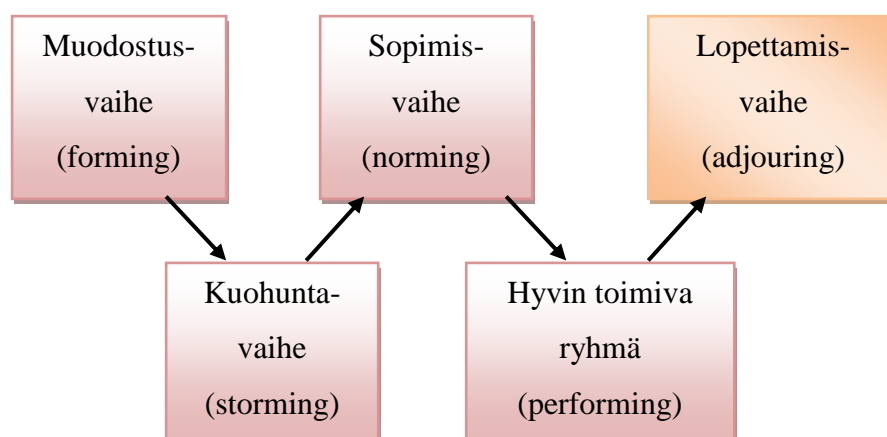 Muodostus-
vaihe
(forming)
Kuohunta-
vaihe
(storming)
Sopimis-
vaihe
(norming)
Hyvin toimiva
ryhmä
(performing)
Lopettamis-
vaihe
(adjouring)